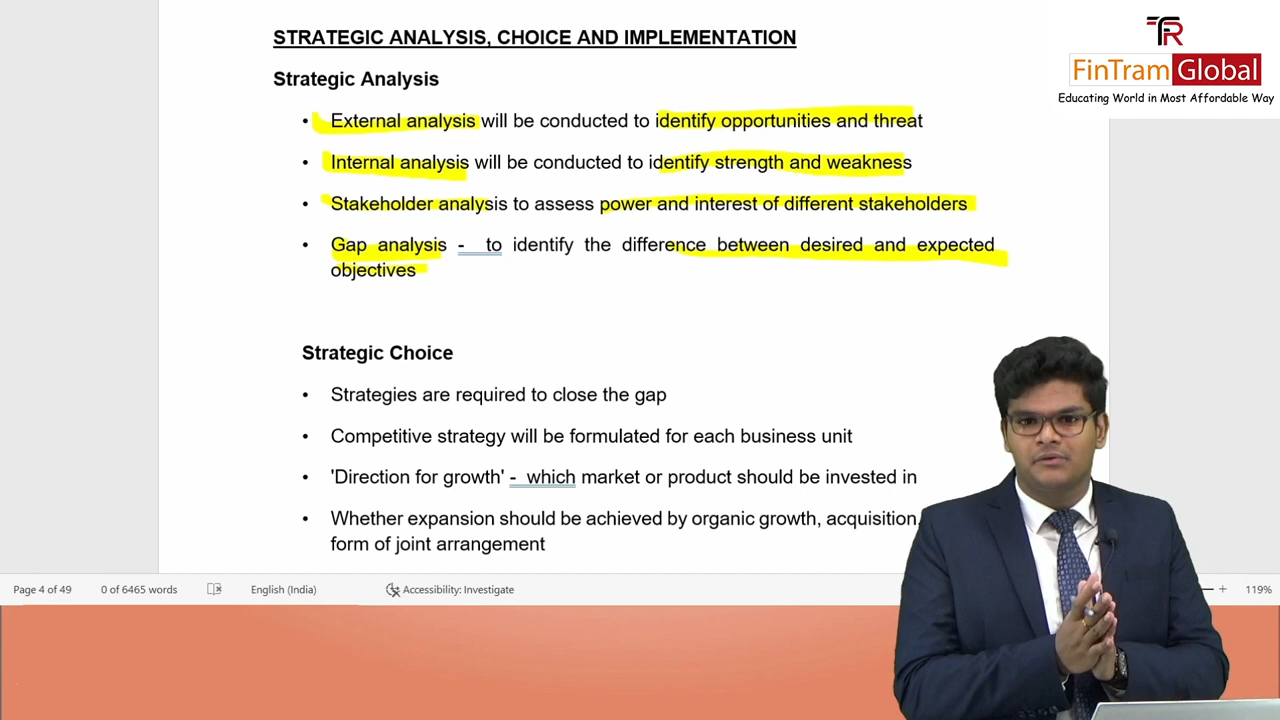 STRATEGIC ANALYSIS, CHOICE AND IMPLEMENTATION
Strategic Analysis
• External analysis will be conducted to identify opportunities and threat
• Internal analysis will be conducted to identify strength and weakness
• Stakeholder analysis to assess power and interest of different stakeholders
• Gap analysis - to identify the difference between desired and expected
objectives
Strategic Choice
• Strategies are required to close the gap
• Competitive strategy will be formulated for each business unit
• 'Direction for growth' - which market or product should be invested in
• Whether expansion should be achieved by organic growth, acquisition,
form of joint arrangement
Page 4 of 49 0 of 6465 words English (India) Accessibility: Investigate + 119%
FinTram Global
Educating World in Most Affordable Way